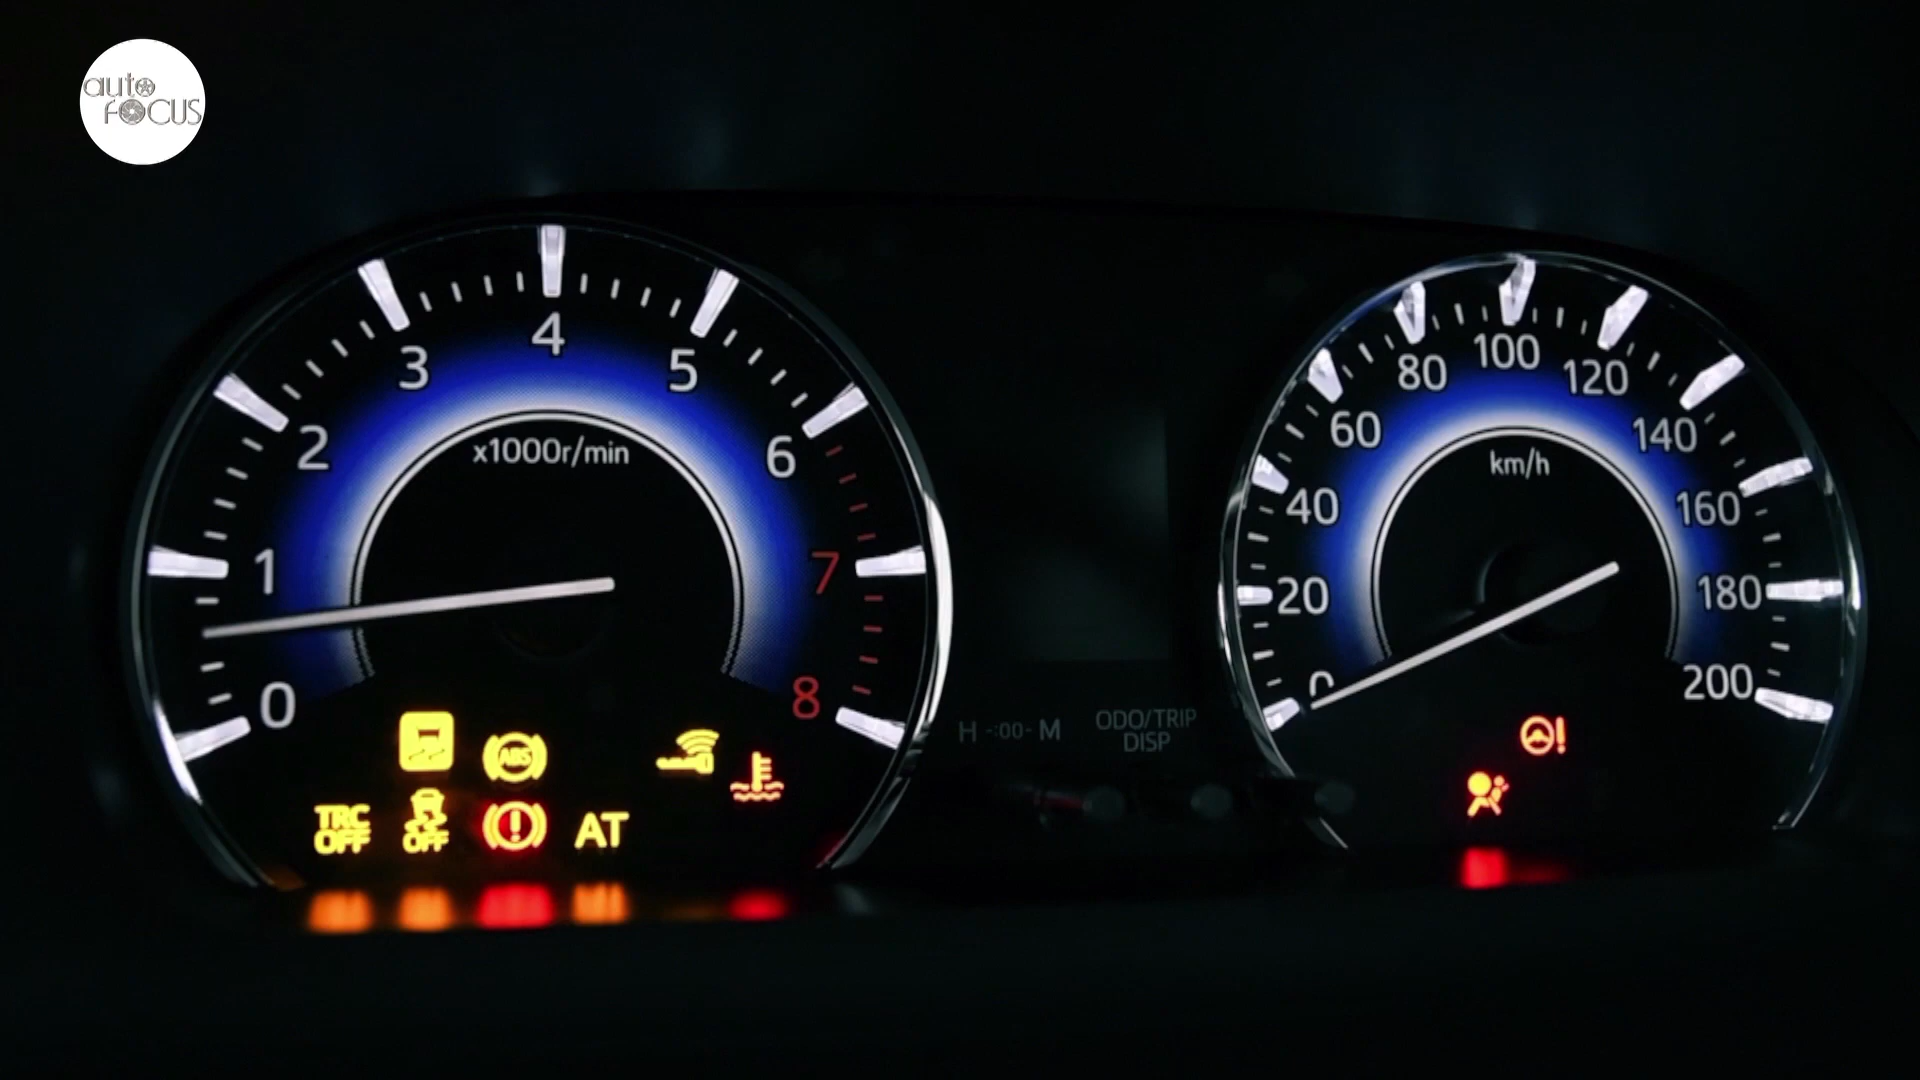 auto
FOCUS
0
1
2
3
4
5
6
7
8
x1000r/min
TRC
OFF
OFF
ABS
!
AT
H -:00- M
ODO/TRIP
DISP
0
20
40
60
80
100
120
140
160
180
200
km/h
!